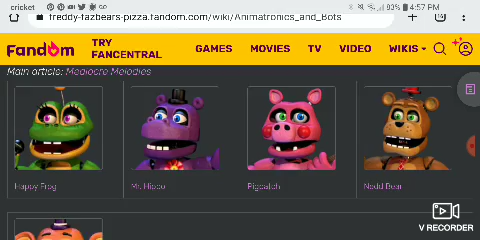 cricket 83% 4:57 PM
freddy-fazbears-pizza.fandom.com/wiki/Animatronics_and_Bots
Fandom TRY FANCENTRAL GAMES MOVIES TV VIDEO WIKIS
Main article: Mediocre Melodies
Happy Frog Mr. Hippo Pigpatch Nedd Bear
V RECORDER